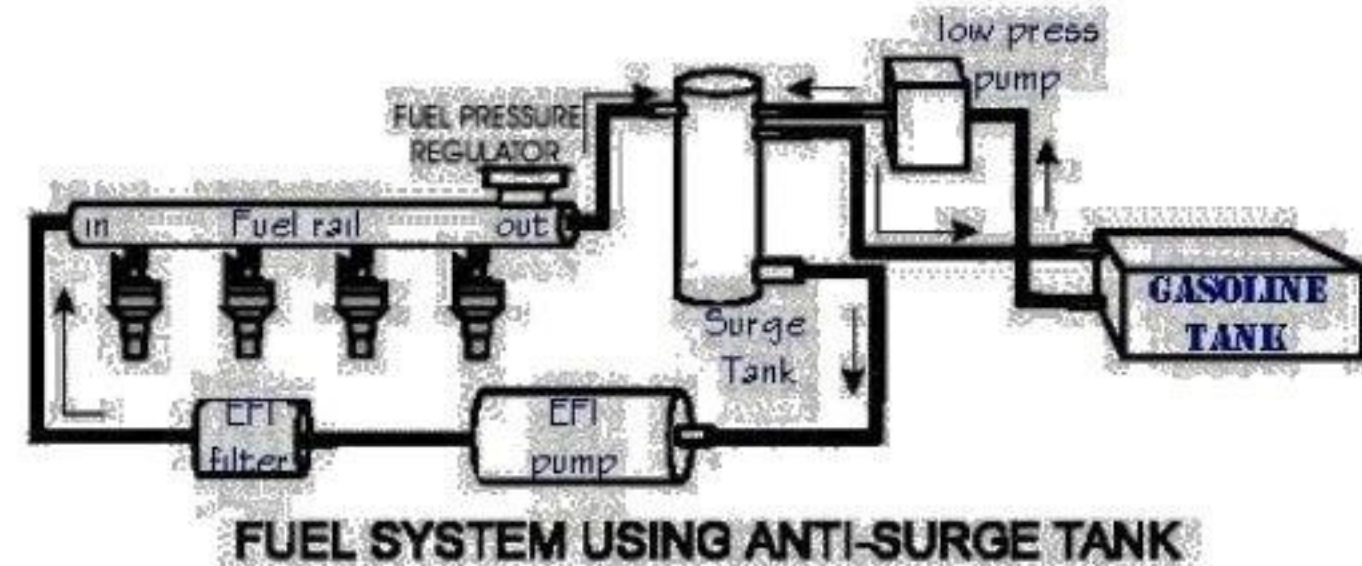 low press
pump
FUEL PRESSURE
REGULATOR
in
Fuel rail
out
Surge
Tank
GASOLINE
TANK
EFI
filter
EFI
pump
FUEL SYSTEM USING ANTI-SURGE TANK